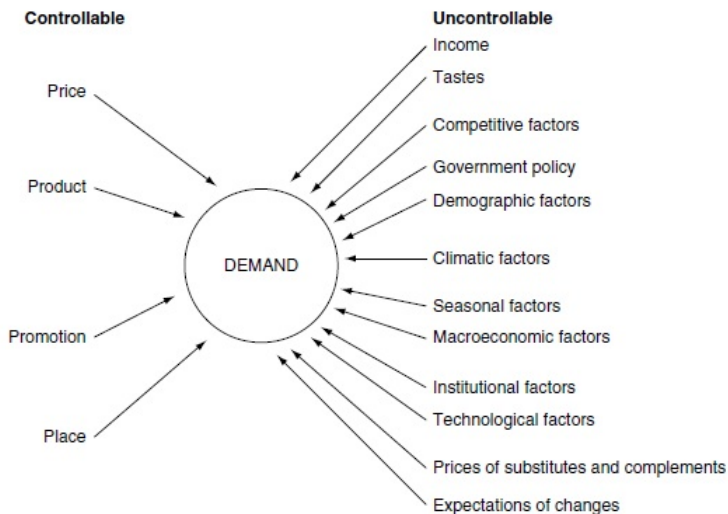 Controllable
Uncontrollable
Price
Product
Promotion
Place
DEMAND
Income
Tastes
Competitive factors
Government policy
Demographic factors
Climatic factors
Seasonal factors
Macroeconomic factors
Institutional factors
Technological factors
Prices of substitutes and complements
Expectations of changes